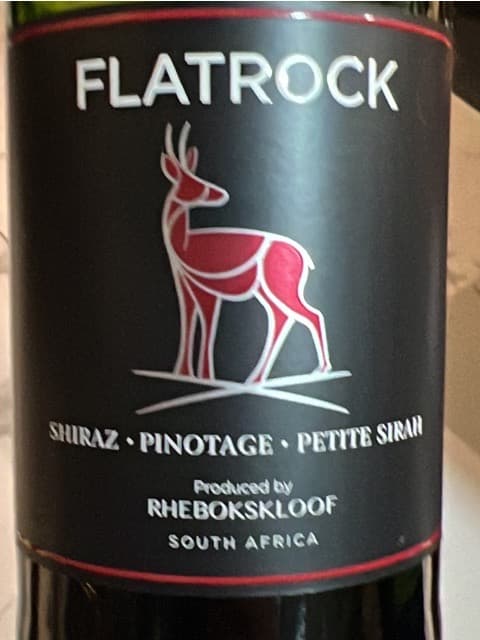 FLATROCK
SHIRAZ • PINOTAGE • PETITE SIRAH
Produced by
RHEBOKSKLOOF
SOUTH AFRICA